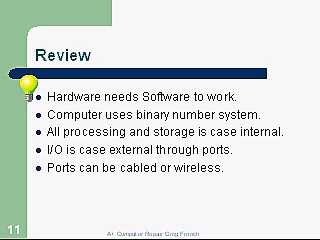 Review
Hardware needs Software to work.
Computer uses binary number system.
All processing and storage is case internal.
I/O is case external through ports.
Ports can be cabled or wireless.
11
A+ Computer Repair Greg French